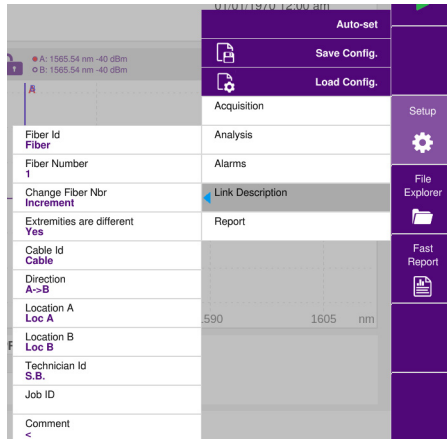 01/01/1970 12:00 am
Auto-set
A: 1565.54 nm -40 dBm
B: 1565.54 nm -40 dBm
Save Config.
Load Config.
A
Acquisition
Setup
Fiber Id
Fiber
Analysis
Fiber Number
1
Alarms
File
Explorer
Change Fiber Nbr
Increment
Link Description
Extremities are different
Yes
Report
Fast
Report
Cable Id
Cable
Direction
A->B
Location A
Loc A
.590
1605
nm
Location B
Loc B
Technician Id
S.B.
Job ID
Comment
<